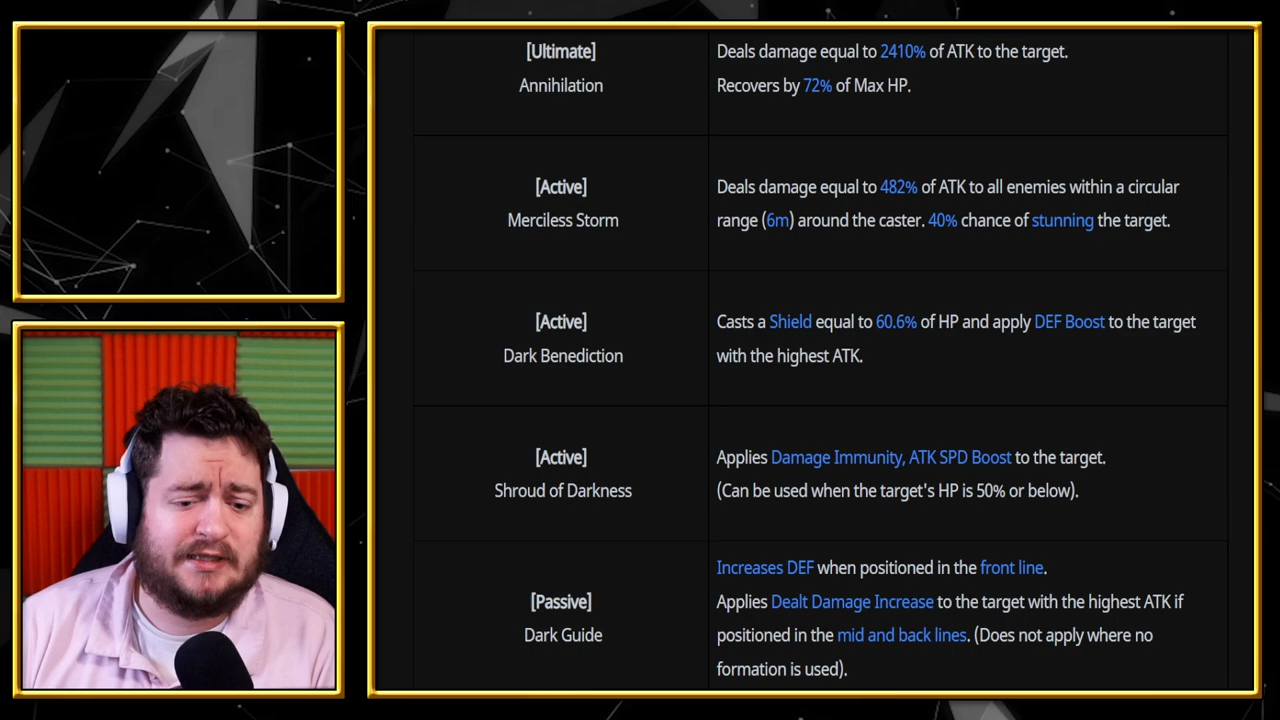 [Ultimate]
Annihilation
Deals damage equal to 2410% of ATK to the target.
Recovers by 72% of Max HP.
[Active]
Merciless Storm
Deals damage equal to 482% of ATK to all enemies within a circular
range (6m) around the caster. 40% chance of stunning the target.
[Active]
Dark Benediction
Casts a Shield equal to 60.6% of HP and apply DEF Boost to the target
with the highest ATK.
[Active]
Shroud of Darkness
Applies Damage Immunity, ATK SPD Boost to the target.
(Can be used when the target's HP is 50% or below).
[Passive]
Dark Guide
Increases DEF when positioned in the front line.
Applies Dealt Damage Increase to the target with the highest ATK if
positioned in the mid and back lines. (Does not apply where no
formation is used).